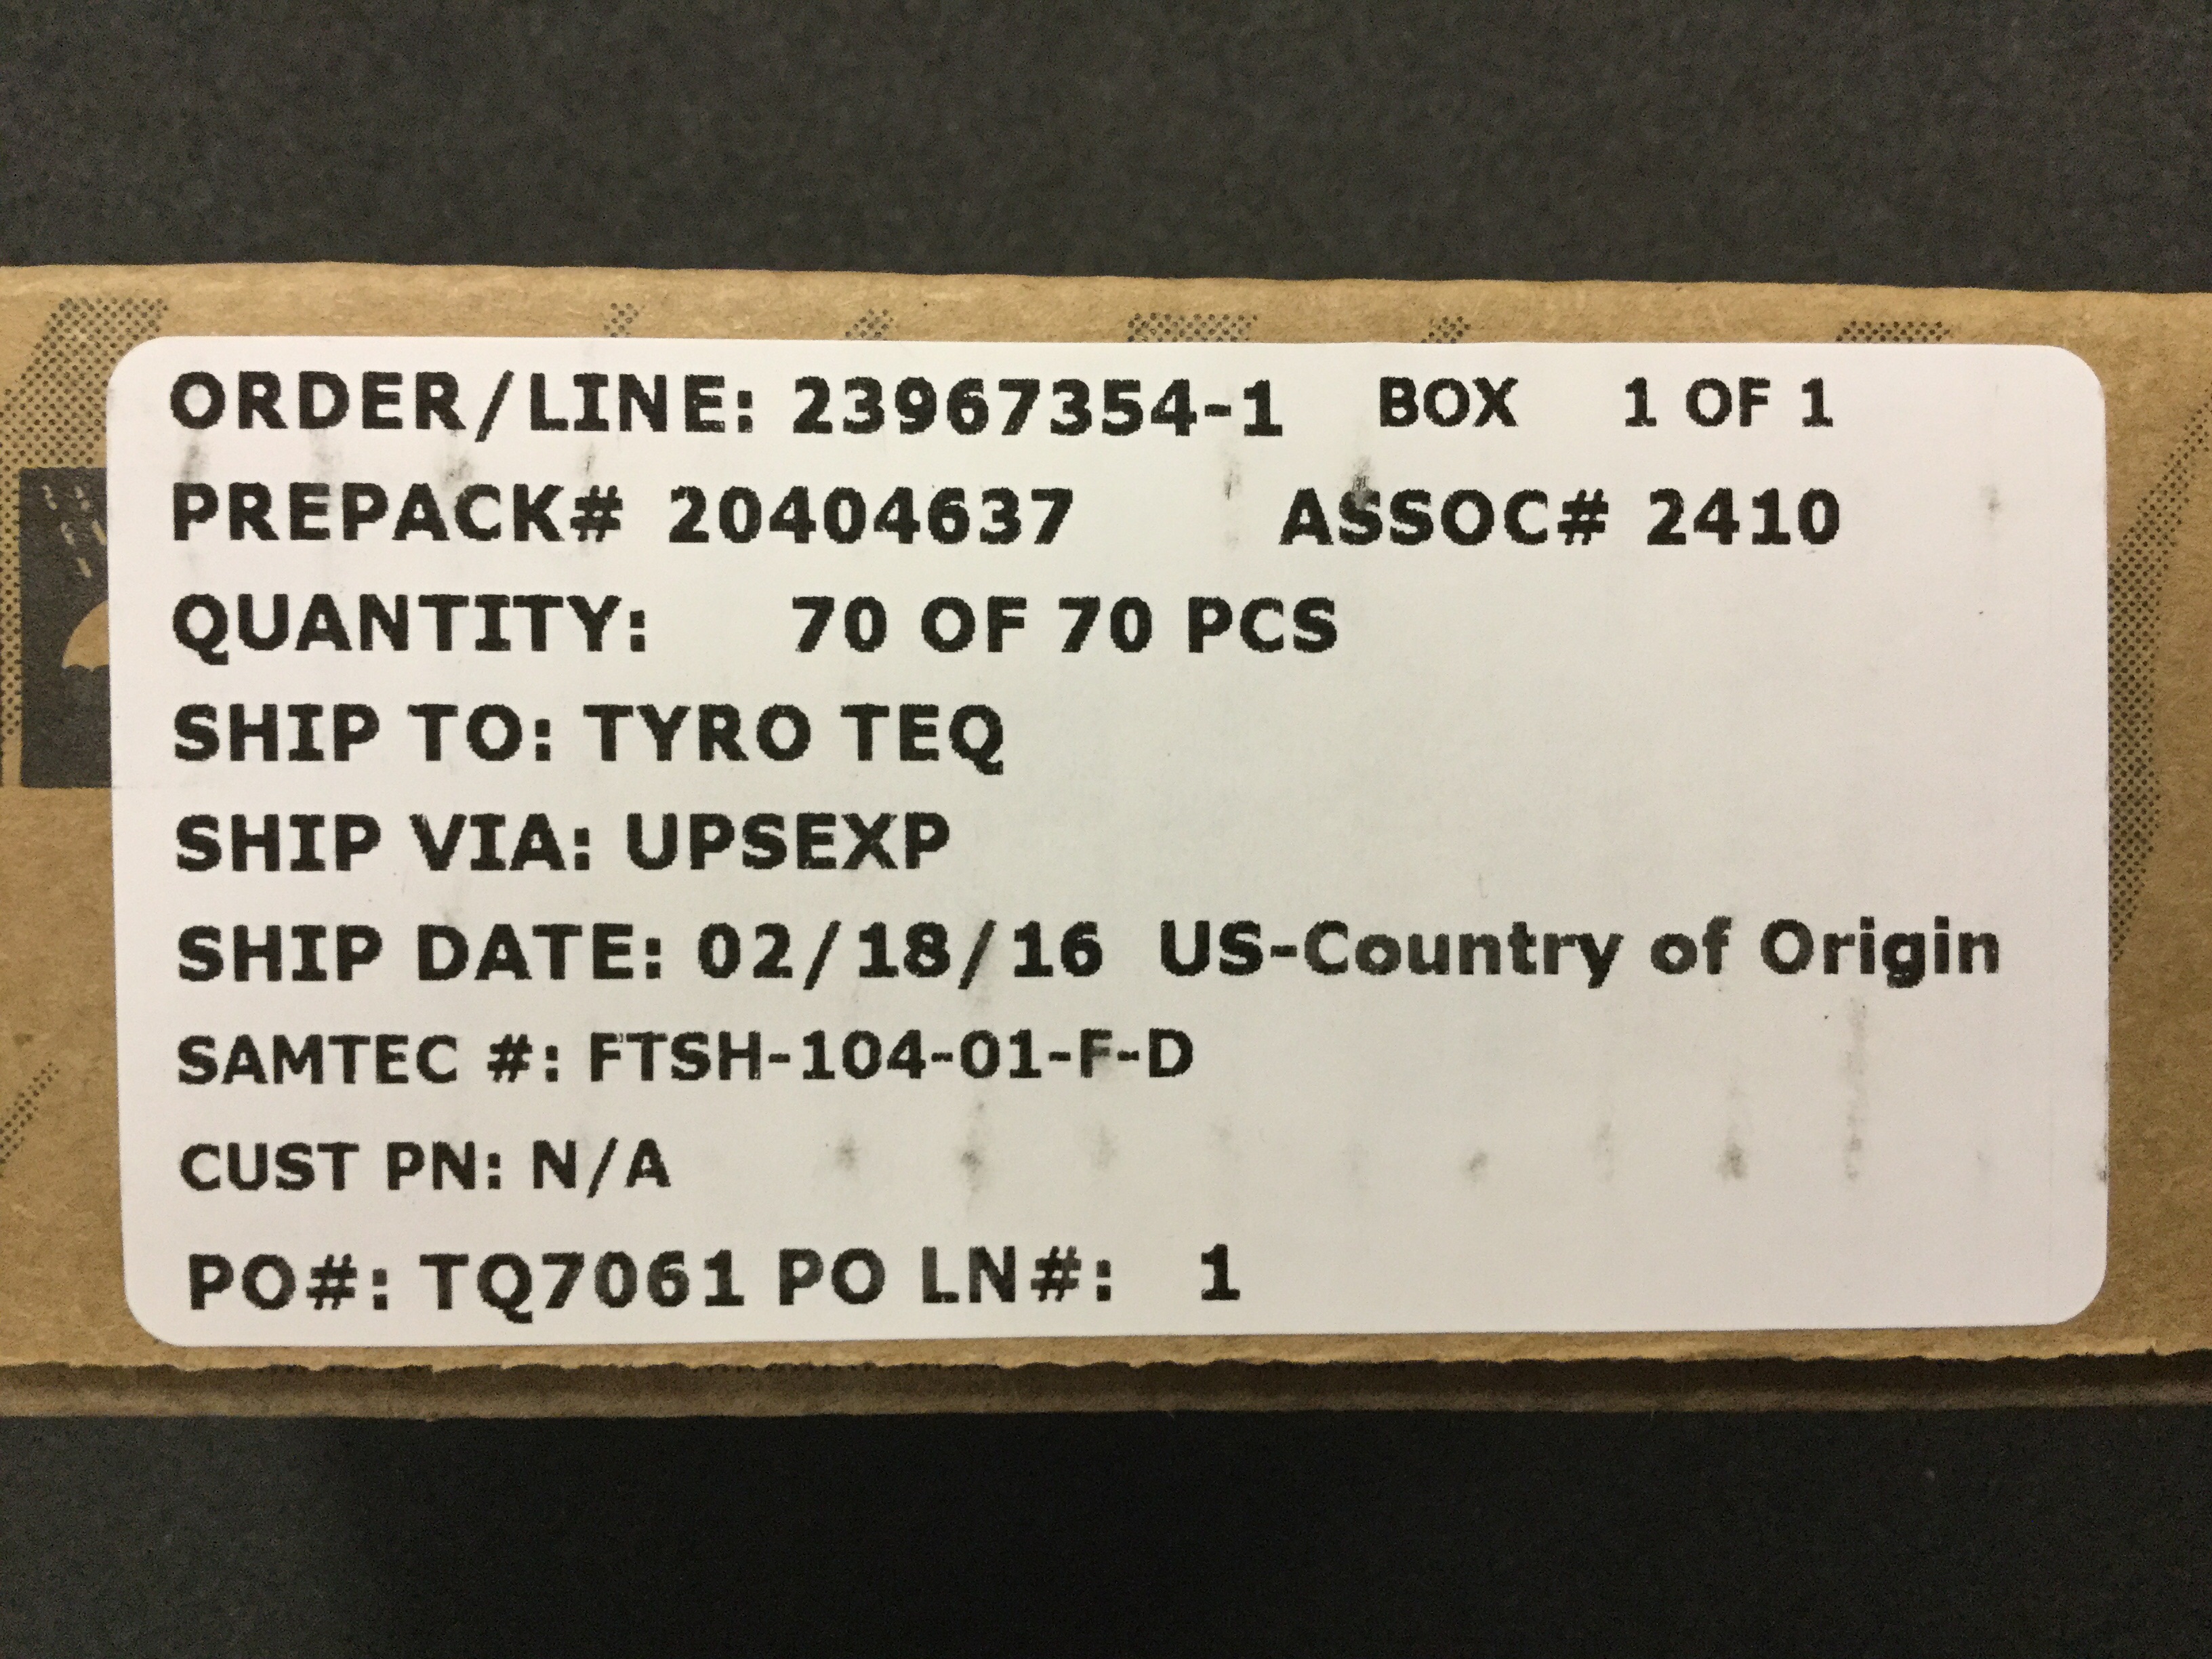 ORDER/LINE: 23967354-1 BOX 1 OF 1
PREPACK# 20404637 ASSOC# 2410
QUANTITY: 70 OF 70 PCS
SHIP TO: TYRO TEQ
SHIP VIA: UPSEXP
SHIP DATE: 02/18/16 US-Country of Origin
SAMTEC #: FTSH-104-01-F-D
CUST PN: N/A
PO#: TQ7061 PO LN#: 1